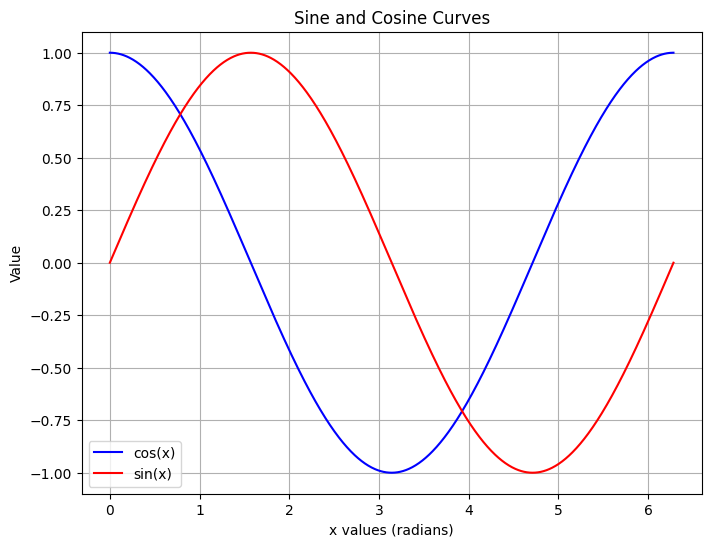 Sine and Cosine Curves
Value
1.00
0.75
0.50
0.25
0.00
−0.25
−0.50
−0.75
−1.00
cos(x)
sin(x)
0 1 2 3 4 5 6
x values (radians)